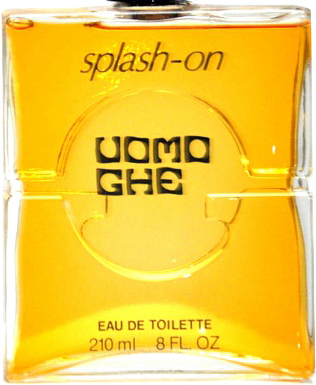 splash-on
UOMO
GHE
EAU DE TOILETTE
210 ml 8 FL. OZ